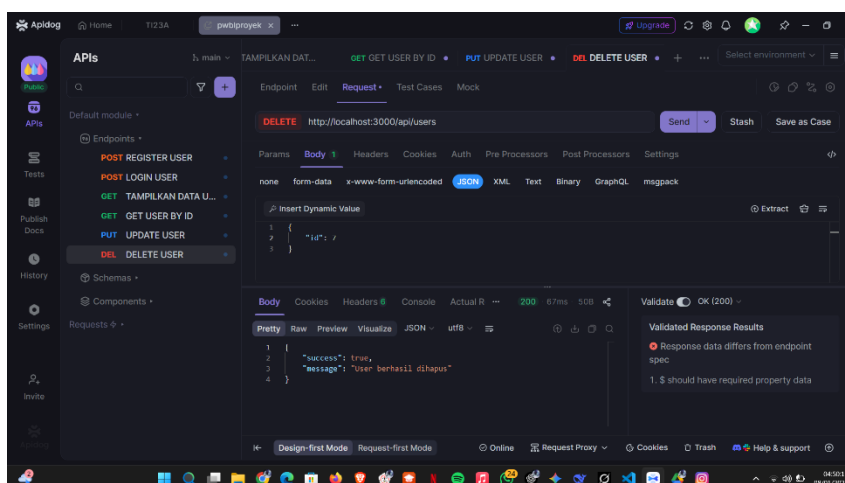 Apidog Home TI23A pwblproyek × ··· Upgrade
APIs main TAMPILKAN DAT... GET GET USER BY ID PUT UPDATE USER DEL DELETE USER + ··· Select environment
Public
Endpoint Edit Request Test Cases Mock
APIs
Default module
DELETE http://localhost:3000/api/users Send Stash Save as Case
Endpoints
POST REGISTER USER
Params Body 1 Headers Cookies Auth Pre Processors Post Processors Settings </>
Tests
POST LOGIN USER
none form-data x-www-form-urlencoded JSON XML Text Binary GraphQL msgpack
GET TAMPILKAN DATA U...
Insert Dynamic Value Extract
GET GET USER BY ID
Publish Docs
PUT UPDATE USER
1 {
2 "id": 7
3 }
DEL DELETE USER
History
Schemas
Components
Body Cookies Headers 6 Console Actual R ··· 200 67ms 50B Validate OK (200)
Settings
Requests
Pretty Raw Preview Visualize JSON utf8
Validated Response Results
1 {
2 "success": true,
3 "message": "User berhasil dihapus"
4 }
Response data differs from endpoint
spec
1. $ should have required property data
Invite
Design-first Mode Request-first Mode Online Request Proxy Cookies Trash Help & support
24
2